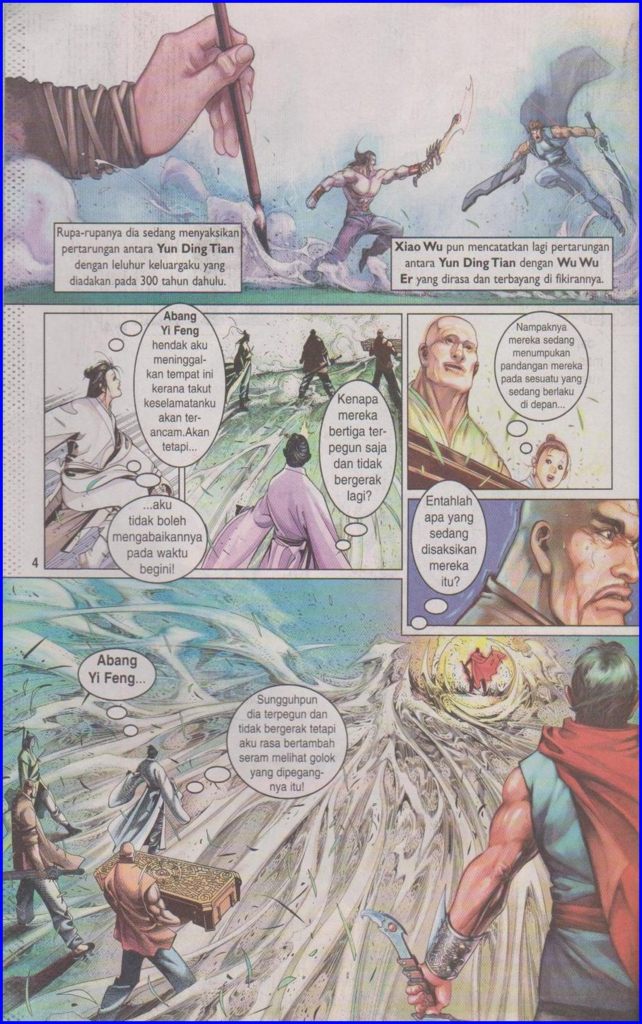 Rupa-rupanya dia sedang menyaksikan
pertarungan antara Yun Ding Tian
dengan leluhur keluargaku yang
diadakan pada 300 tahun dahulu.
Xiao Wu pun mencatatkan lagi pertarungan
antara Yun Ding Tian dengan Wu Wu
Er yang dirasa dan terbayang di fikirannya.
Abang
Yi Feng
hendak aku
meninggal-
kan tempat ini
kerana takut
keselamatanku
akan ter-
ancam.Akan
tetapi...
...aku
tidak boleh
mengabaikannya
pada waktu
begini!
Kenapa
mereka
bertiga ter-
pegun saja
dan tidak
bergerak
lagi?
Nampaknya
mereka sedang
menumpukan
pandangan mereka
pada sesuatu yang
sedang berlaku
di depan...
Entahlah
apa yang
sedang
disaksikan
mereka
itu?
4
Abang
Yi Feng...
Sungguhpun
dia terpegun dan
tidak bergerak tetapi
aku rasa bertambah
seram melihat golok
yang dipegang-
nya itu!